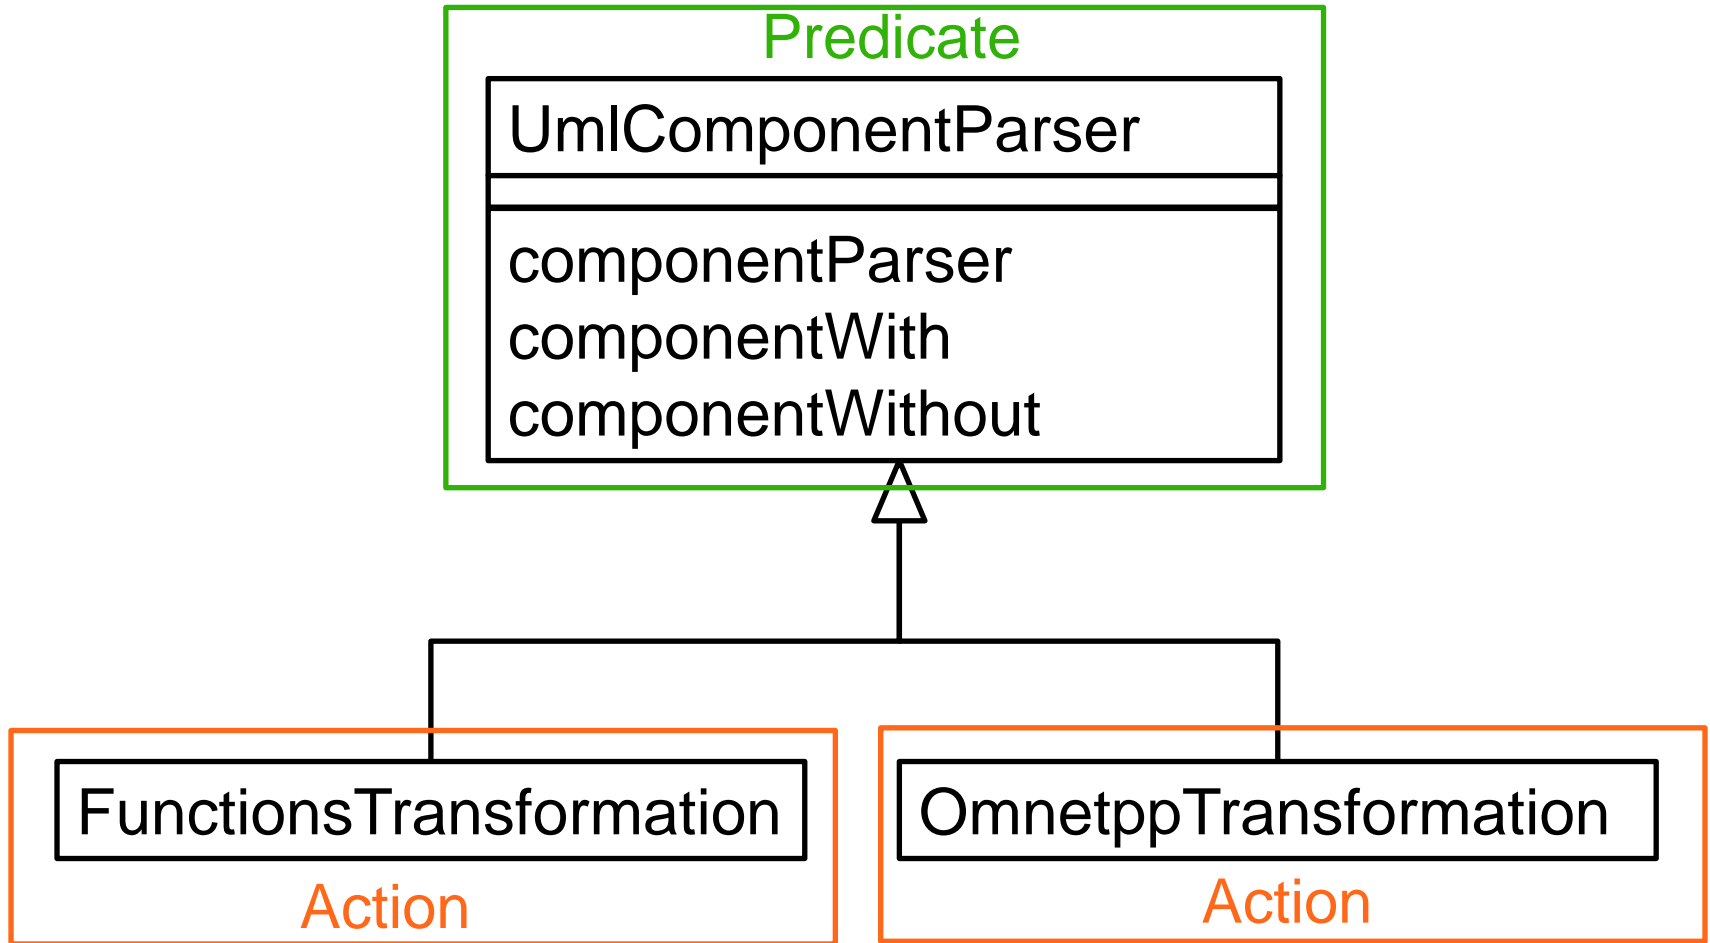 Predicate
UmlComponentParser
componentParser
componentWith
componentWithout
FunctionsTransformation
OmnetppTransformation
Action
Action